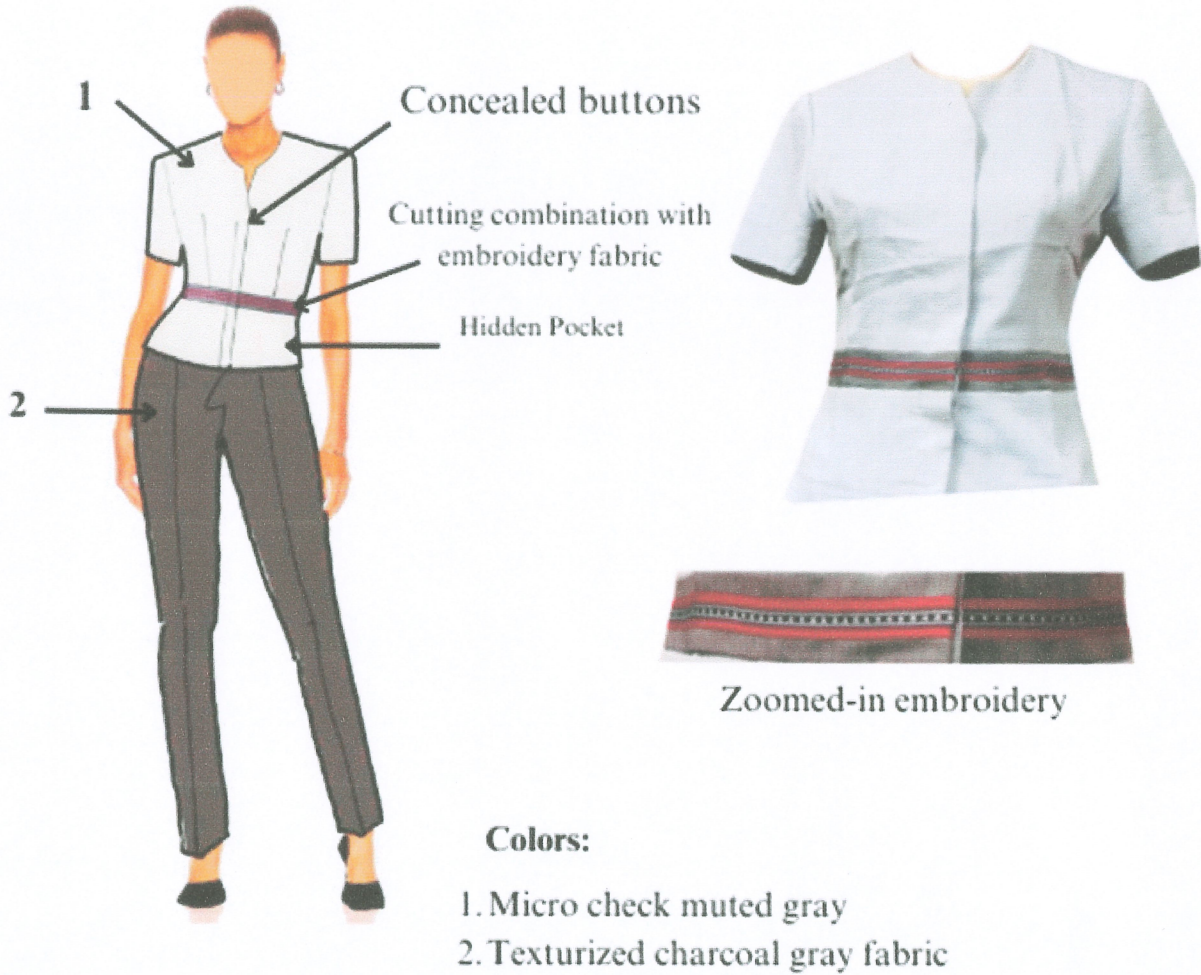 1
Concealed buttons
Cutting combination with
embroidery fabric
Hidden Pocket
2
Zoomed-in embroidery
Colors:
1. Micro check muted gray
2. Texturized charcoal gray fabric